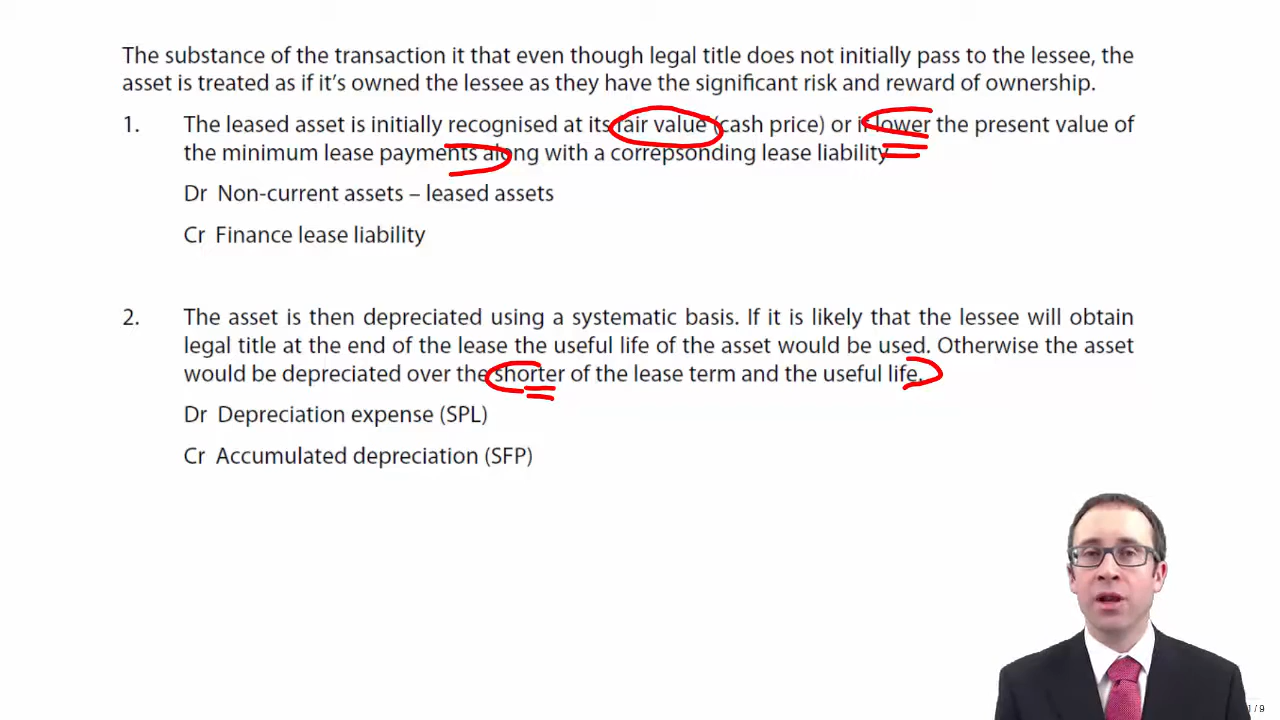 The substance of the transaction it that even though legal title does not initially pass to the lessee, the
asset is treated as if it's owned the lessee as they have the significant risk and reward of ownership.
1. The leased asset is initially recognised at its fair value (cash price) or if lower the present value of
the minimum lease payments along with a correpsonding lease liability
Dr Non-current assets – leased assets
Cr Finance lease liability
2. The asset is then depreciated using a systematic basis. If it is likely that the lessee will obtain
legal title at the end of the lease the useful life of the asset would be used. Otherwise the asset
would be depreciated over the shorter of the lease term and the useful life.
Dr Depreciation expense (SPL)
Cr Accumulated depreciation (SFP)
1 / 9